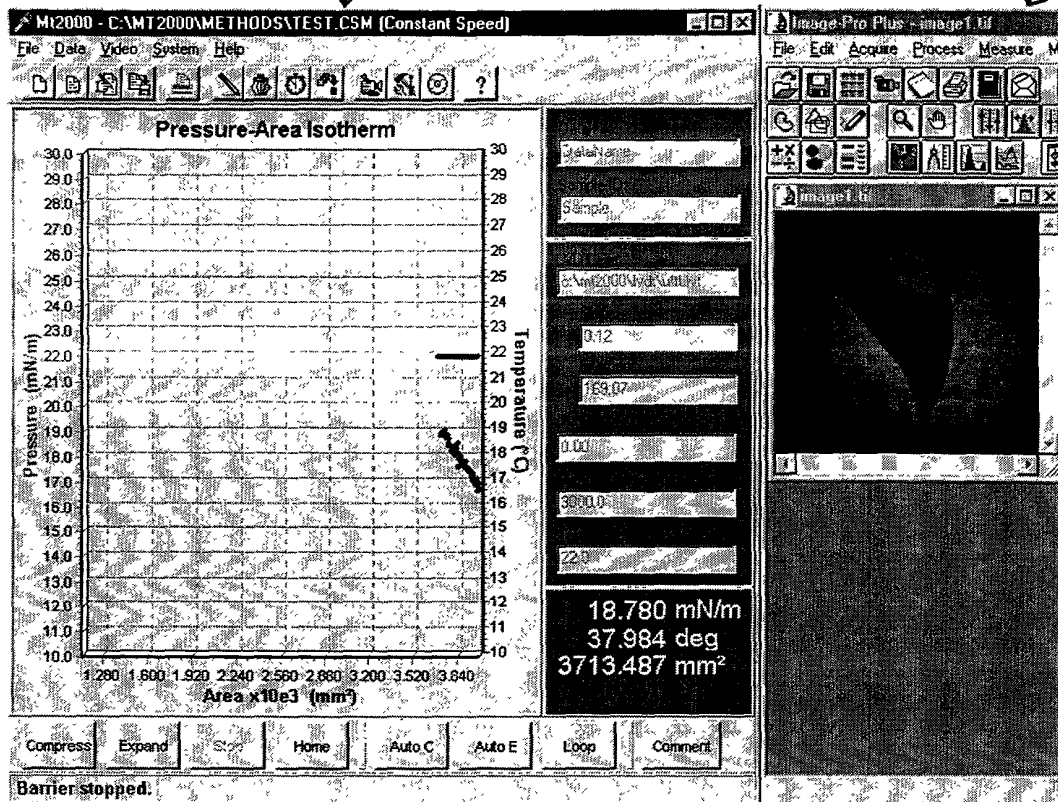 Mt2000 - C:\MT2000\METHODS\TEST.CSM (Constant Speed)
File Data Video System Help
?
Pressure-Area Isotherm
30.0
29.0
28.0
27.0
26.0
25.0
24.0
23.0
22.0
21.0
20.0
19.0
18.0
17.0
16.0
15.0
14.0
13.0
12.0
11.0
10.0
Pressure (mN/m)
30
29
28
27
26
25
24
23
22
21
20
19
18
17
16
15
14
13
12
11
10
Temperature (°C)
1.280 1.600 1.920 2.240 2.560 2.880 3.200 3.520 3.840
Area x10e3 (mm²)
DataName
Sample
0.12
169.07
0.00
3000.0
22.0
18.780 mN/m
37.984 deg
3713.487 mm²
Compress Expand Stop Home Auto C Auto E Loop Comment
Barrier stopped.
Image-Pro Plus - image1.tif
File Edit Acquire Process Measure M
image1.tif